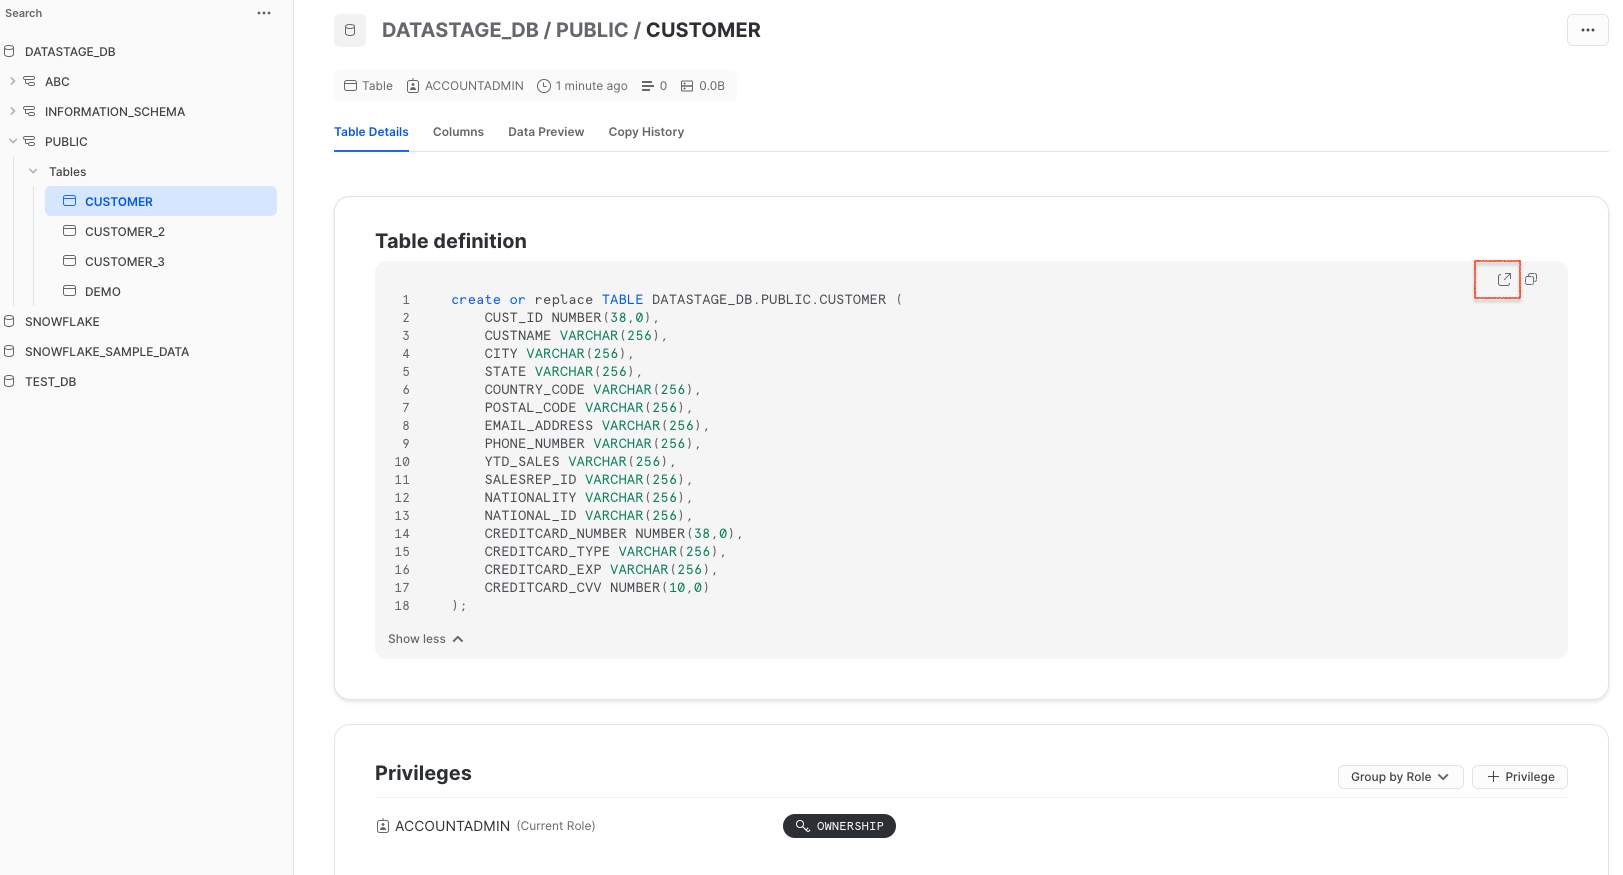 Search
DATASTAGE_DB
ABC
INFORMATION_SCHEMA
PUBLIC
Tables
CUSTOMER
CUSTOMER_2
CUSTOMER_3
DEMO
SNOWFLAKE
SNOWFLAKE_SAMPLE_DATA
TEST_DB
DATASTAGE_DB / PUBLIC / CUSTOMER
Table ACCOUNTADMIN 1 minute ago 0 0.0B
Table Details Columns Data Preview Copy History
Table definition
1 create or replace TABLE DATASTAGE_DB.PUBLIC.CUSTOMER (
2 CUST_ID NUMBER(38,0),
3 CUSTNAME VARCHAR(256),
4 CITY VARCHAR(256),
5 STATE VARCHAR(256),
6 COUNTRY_CODE VARCHAR(256),
7 POSTAL_CODE VARCHAR(256),
8 EMAIL_ADDRESS VARCHAR(256),
9 PHONE_NUMBER VARCHAR(256),
10 YTD_SALES VARCHAR(256),
11 SALESREP_ID VARCHAR(256),
12 NATIONALITY VARCHAR(256),
13 NATIONAL_ID VARCHAR(256),
14 CREDITCARD_NUMBER NUMBER(38,0),
15 CREDITCARD_TYPE VARCHAR(256),
16 CREDITCARD_EXP VARCHAR(256),
17 CREDITCARD_CVV NUMBER(10,0)
18 );
Show less
Privileges
Group by Role + Privilege
ACCOUNTADMIN (Current Role) OWNERSHIP